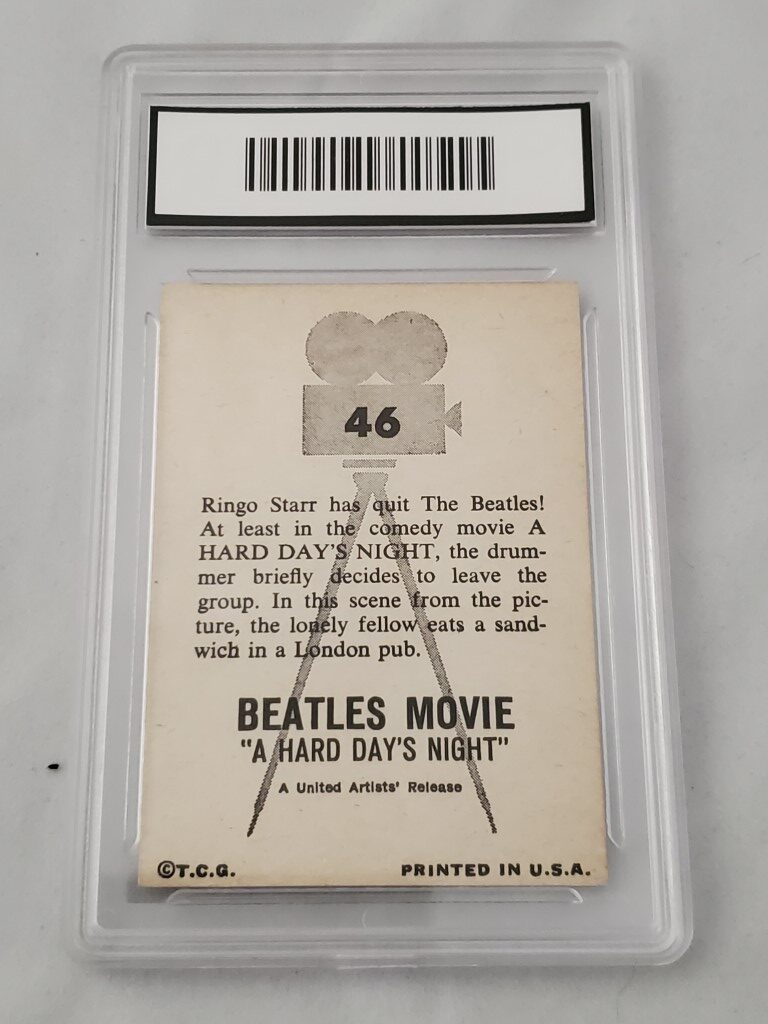 46
Ringo Starr has quit The Beatles!
At least in the comedy movie A
HARD DAY'S NIGHT, the drum-
mer briefly decides to leave the
group. In this scene from the pic-
ture, the lonely fellow eats a sand-
wich in a London pub.
BEATLES MOVIE
"A HARD DAY'S NIGHT"
A United Artists' Release
©T.C.G. PRINTED IN U.S.A.